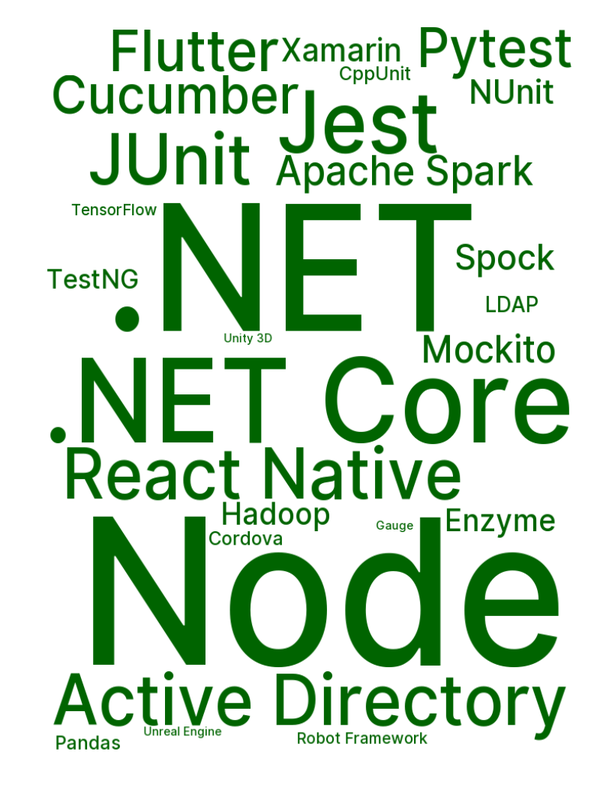 Flutter
Xamarin
Pytest
CppUnit
Cucumber
NUnit
Jest
JUnit
Apache Spark
TensorFlow
.NET
Spock
TestNG
LDAP
Unity 3D
Mockito
.NET Core
React Native
Hadoop
Gauge
Enzyme
Cordova
Node
Active Directory
Unreal Engine
Pandas
Robot Framework